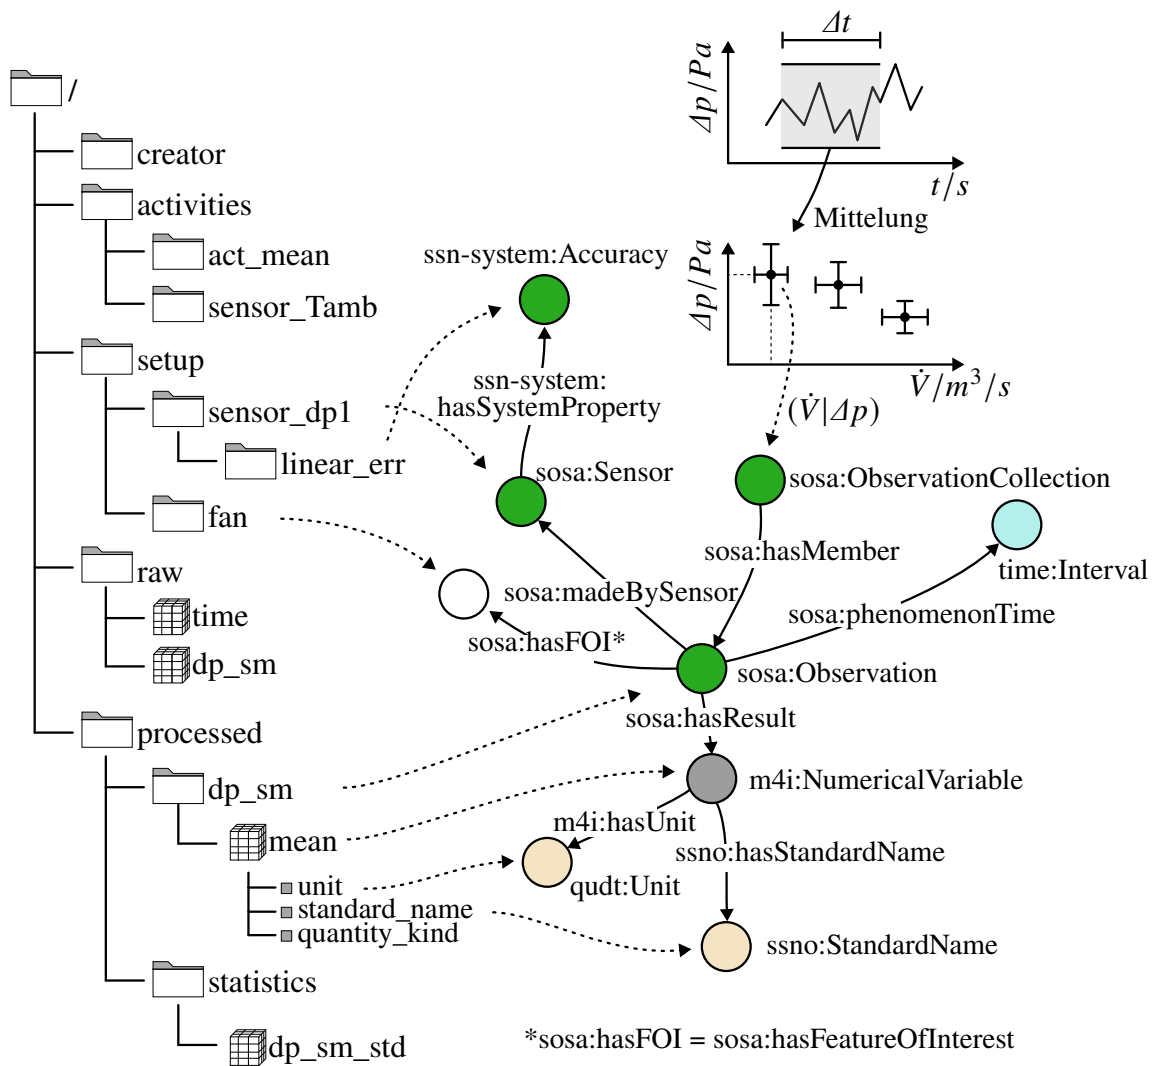 /
creator
activities
act_mean
sensor_Tamb
setup
sensor_dp1
linear_err
fan
raw
time
dp_sm
processed
dp_sm
mean
unit
standard_name
quantity_kind
statistics
dp_sm_std
Δt
Δp/Pa
t/s
Mittelung
Δp/Pa
V̇/m³/s
(V̇|Δp)
ssn-system:Accuracy
ssn-system:
hasSystemProperty
sosa:Sensor
sosa:ObservationCollection
sosa:hasMember
time:Interval
sosa:madeBySensor
sosa:phenomenonTime
sosa:hasFOI*
sosa:Observation
sosa:hasResult
m4i:NumericalVariable
m4i:hasUnit
ssno:hasStandardName
qudt:Unit
ssno:StandardName
*sosa:hasFOI = sosa:hasFeatureOfInterest